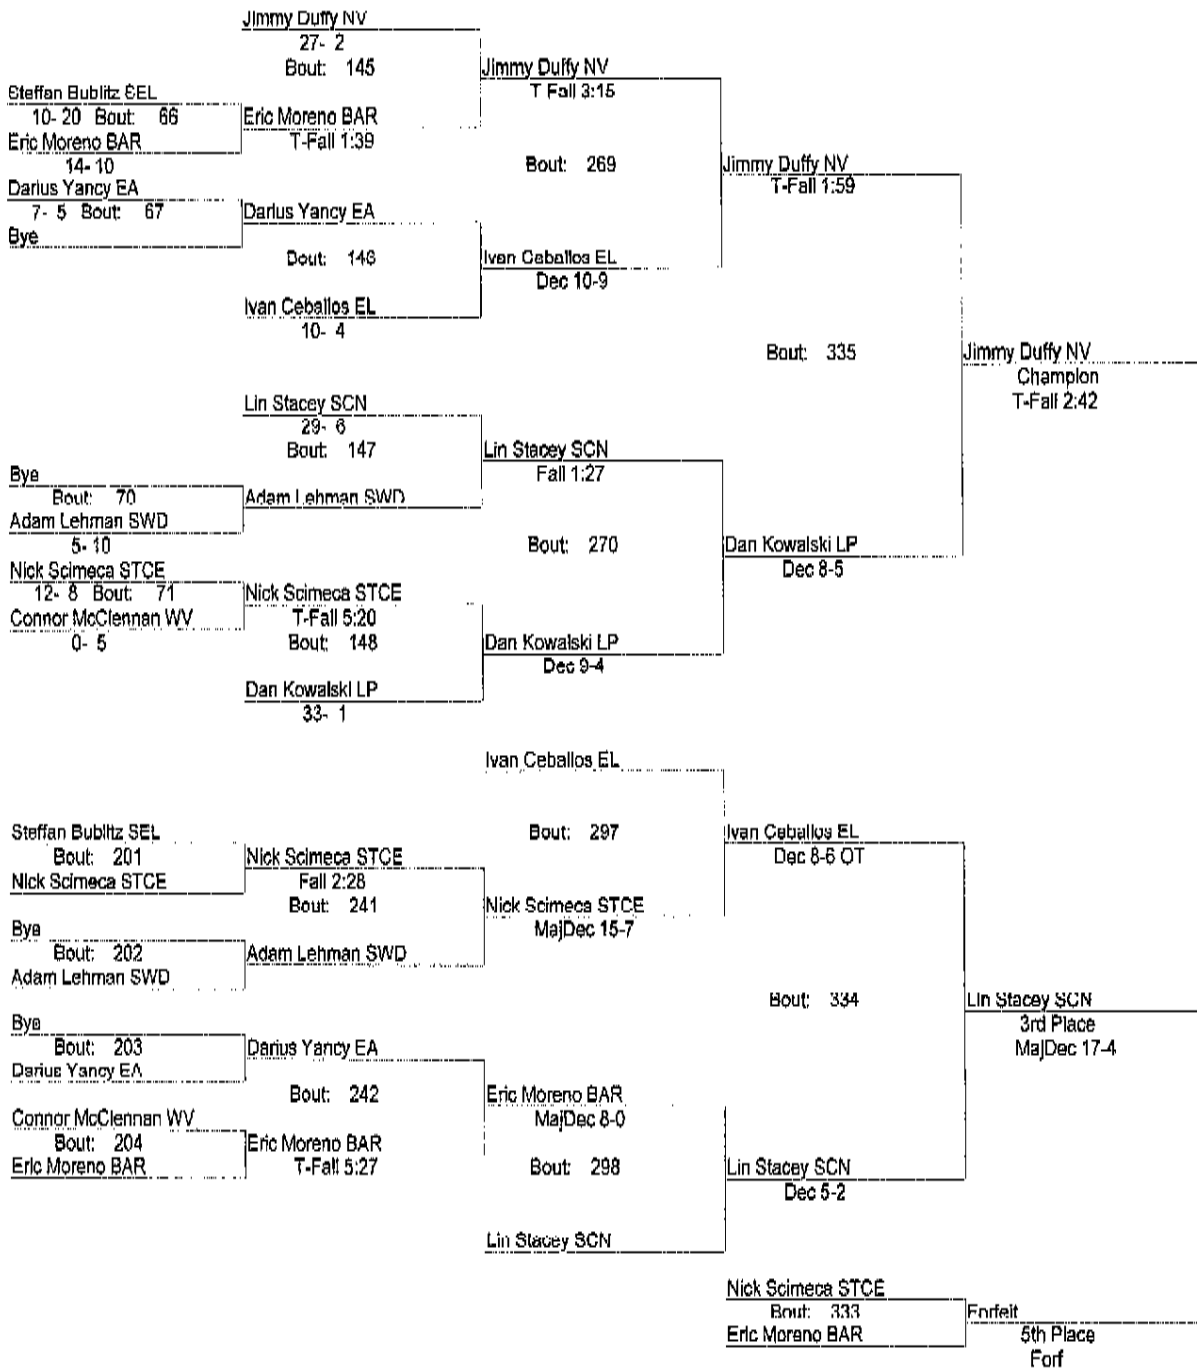 Jimmy Duffy NV
27- 2
Bout: 145
Jimmy Duffy NV
T Fall 3:15
Steffan Bublitz SEL
10- 20 Bout: 66
Eric Moreno BAR
T-Fall 1:39
Eric Moreno BAR
14- 10
Bout: 269
Jimmy Duffy NV
T-Fall 1:59
Darius Yancy EA
7- 5 Bout: 67
Darius Yancy EA
Bye
Bout: 146
Ivan Ceballos EL
Dec 10-9
Ivan Ceballos EL
10- 4
Bout: 335
Jimmy Duffy NV
Champion
T-Fall 2:42
Lin Stacey SCN
29- 6
Bout: 147
Lin Stacey SCN
Fall 1:27
Bye
Bout: 70
Adam Lehman SWD
Adam Lehman SWD
5- 10
Bout: 270
Dan Kowalski LP
Dec 8-5
Nick Scimeca STCE
12- 8 Bout: 71
Nick Scimeca STCE
T-Fall 5:20
Connor McClennan WV
0- 5
Bout: 148
Dan Kowalski LP
Dec 9-4
Dan Kowalski LP
33- 1
Ivan Ceballos EL
Steffan Bublitz SEL
Bout: 201
Nick Scimeca STCE
Bout: 297
Ivan Ceballos EL
Dec 8-6 OT
Nick Scimeca STCE
Fall 2:28
Bout: 241
Nick Scimeca STCE
MajDec 15-7
Bye
Bout: 202
Adam Lehman SWD
Adam Lehman SWD
Bout: 334
Lin Stacey SCN
3rd Place
MajDec 17-4
Bye
Bout: 203
Darius Yancy EA
Darius Yancy EA
Bout: 242
Eric Moreno BAR
MajDec 8-0
Connor McClennan WV
Bout: 204
Eric Moreno BAR
Eric Moreno BAR
T-Fall 5:27
Bout: 298
Lin Stacey SCN
Dec 5-2
Lin Stacey SCN
Nick Scimeca STCE
Bout: 333
Eric Moreno BAR
Forfeit
5th Place
Forf